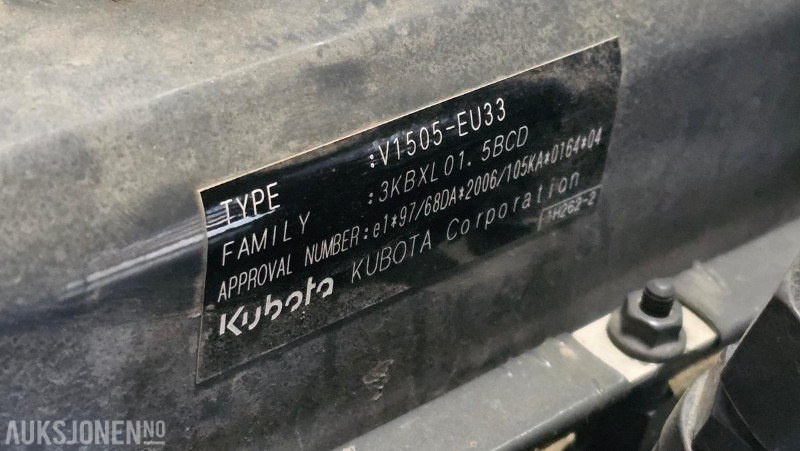 TYPE :V1505-EU33
FAMILY :3KBXL01.5BCD
APPROVAL NUMBER:e1*97/68DA*2006/105KA*0164*04
Kubota KUBOTA Corporation
1H262-2
AUKSJONEN.NO